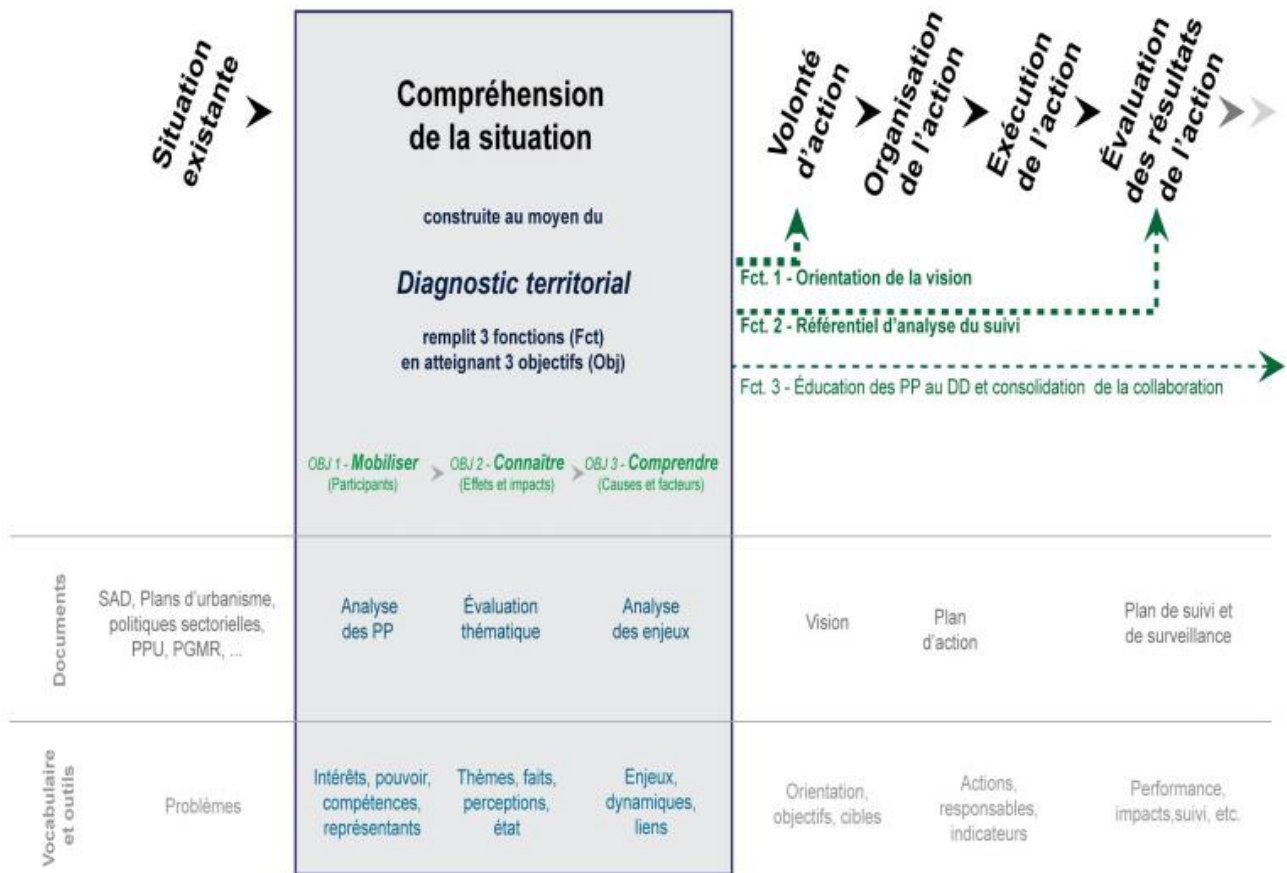 Situation
existante
Compréhension
de la situation
construite au moyen du
Diagnostic territorial
remplit 3 fonctions (Fct)
en atteignant 3 objectifs (Obj)
OBJ 1 - Mobiliser
(Participants)
OBJ 2 - Connaître
(Effets et impacts)
OBJ 3 - Comprendre
(Causes et facteurs)
Volonté
d'action
Organisation
de l'action
Exécution
de l'action
Évaluation
des résultats
de l'action
Fct. 1 - Orientation de la vision
Fct. 2 - Référentiel d'analyse du suivi
Fct. 3 - Éducation des PP au DD et consolidation de la collaboration
Documents
SAD, Plans d'urbanisme,
politiques sectorielles,
PPU, PGMR, ...
Analyse
des PP
Évaluation
thématique
Analyse
des enjeux
Vision
Plan
d'action
Plan de suivi et
de surveillance
Vocabulaire
et outils
Problèmes
Intérêts, pouvoir,
compétences,
représentants
Thèmes, faits,
perceptions,
état
Enjeux,
dynamiques,
liens
Orientation,
objectifs, cibles
Actions,
responsables,
indicateurs
Performance,
impacts,suivi, etc.